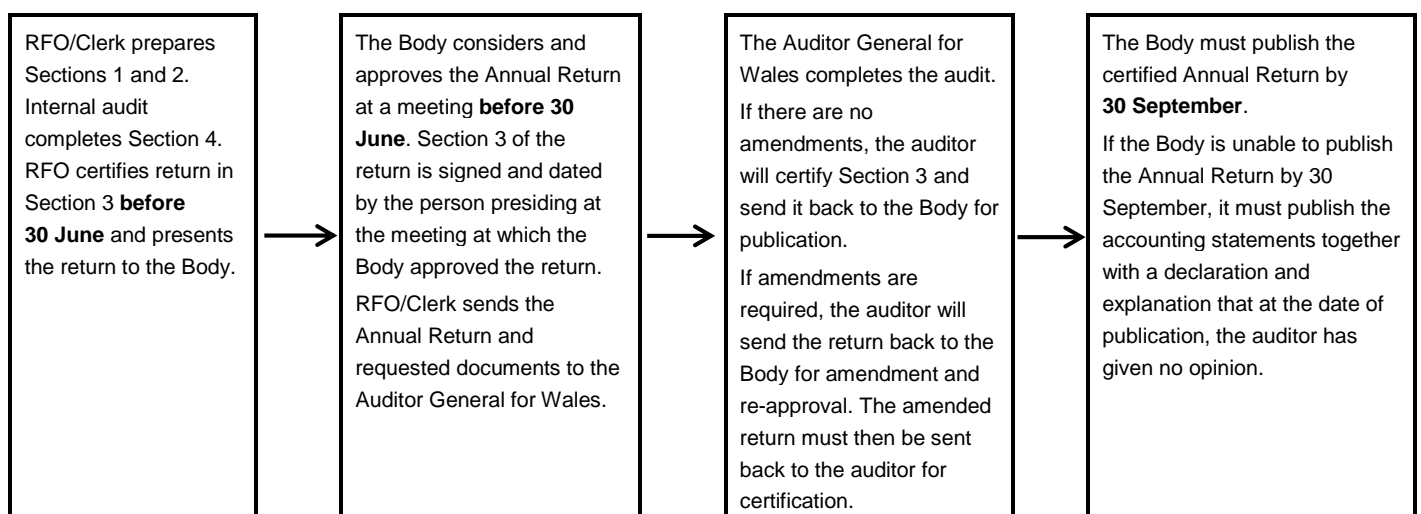 RFO/Clerk prepares
Sections 1 and 2.
Internal audit
completes Section 4.
RFO certifies return in
Section 3 before
30 June and presents
the return to the Body.
The Body considers and
approves the Annual Return
at a meeting before 30
June. Section 3 of the
return is signed and dated
by the person presiding at
the meeting at which the
Body approved the return.
RFO/Clerk sends the
Annual Return and
requested documents to the
Auditor General for Wales.
The Auditor General for
Wales completes the audit.
If there are no
amendments, the auditor
will certify Section 3 and
send it back to the Body for
publication.
If amendments are
required, the auditor will
send the return back to the
Body for amendment and
re-approval. The amended
return must then be sent
back to the auditor for
certification.
The Body must publish the
certified Annual Return by
30 September.
If the Body is unable to publish
the Annual Return by 30
September, it must publish the
accounting statements together
with a declaration and
explanation that at the date of
publication, the auditor has
given no opinion.